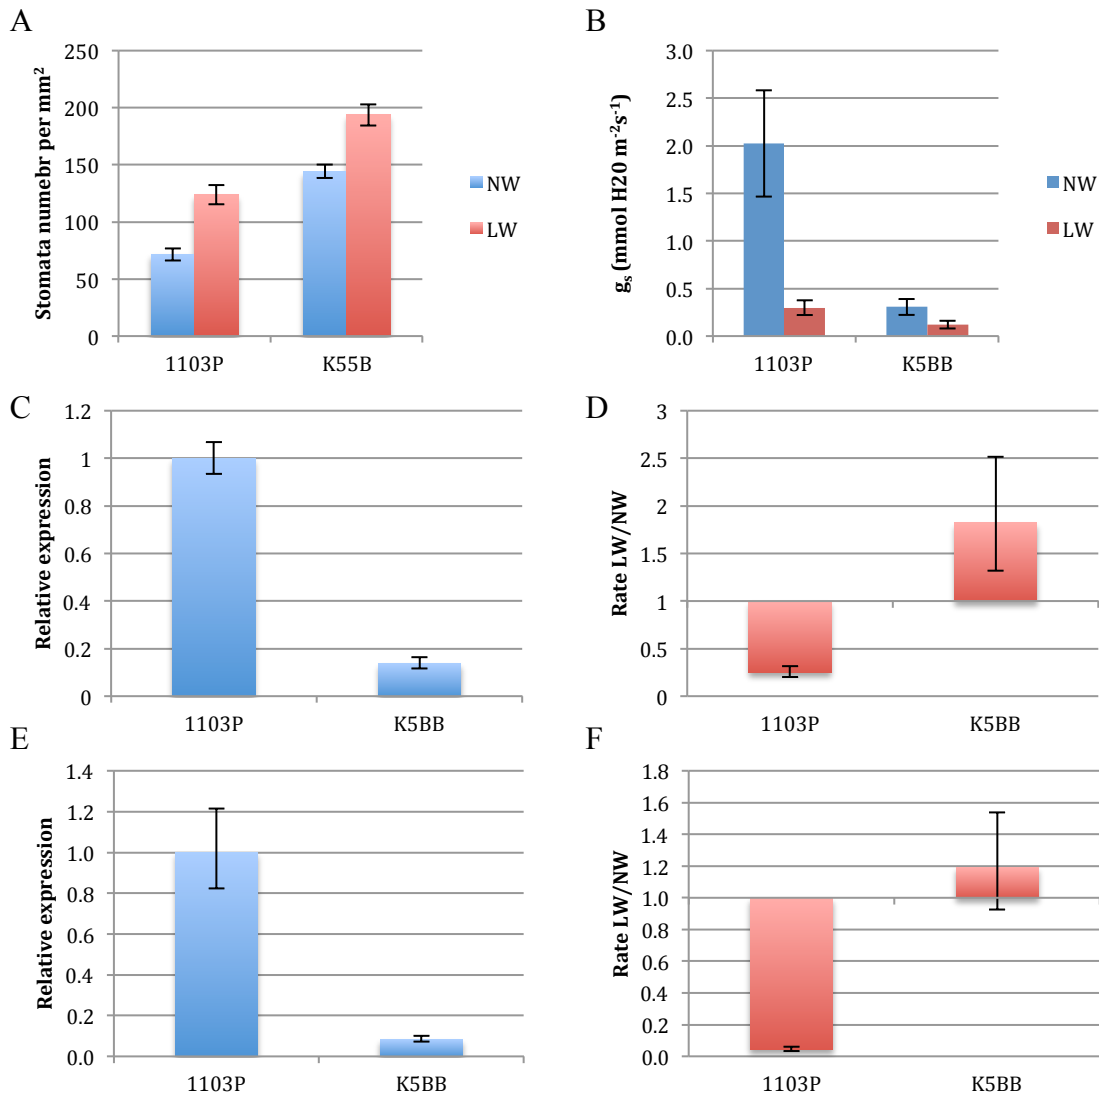 A
Stomata numebr per mm²
250
200
150
100
50
0
1103P K55B
NW
LW
B
gₛ (mmol H20 m⁻²s⁻¹)
3.0
2.5
2.0
1.5
1.0
0.5
0.0
1103P K5BB
NW
LW
C
Relative expression
1.2
1
0.8
0.6
0.4
0.2
0
1103P K5BB
D
Rate LW/NW
3
2.5
2
1.5
1
0.5
0
1103P K5BB
E
Relative expression
1.4
1.2
1.0
0.8
0.6
0.4
0.2
0.0
1103P K5BB
F
Rate LW/NW
1.8
1.6
1.4
1.2
1.0
0.8
0.6
0.4
0.2
0.0
1103P K5BB